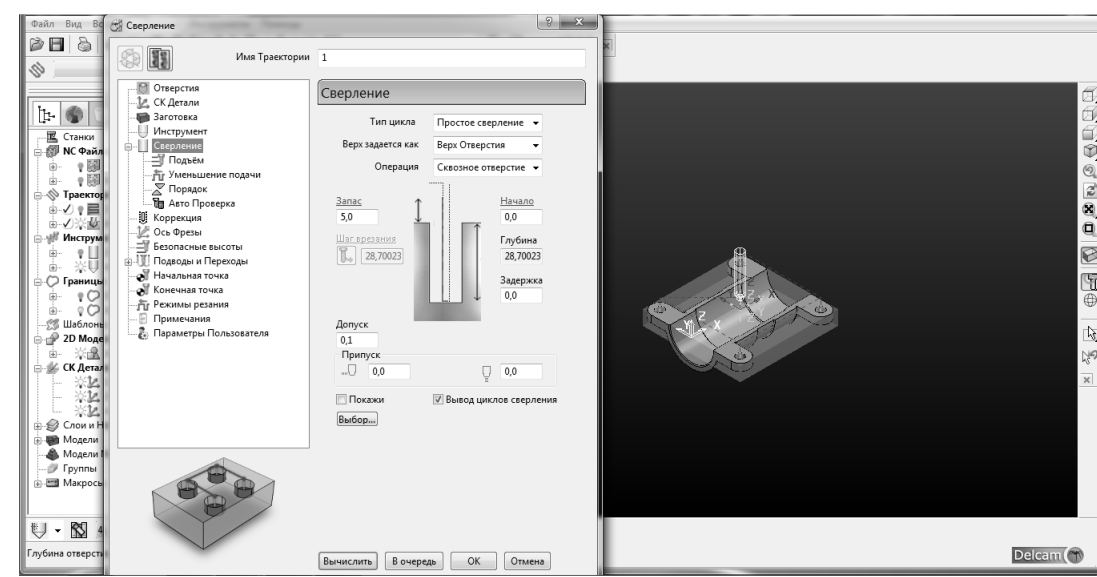 Файл Вид
Сверление
Имя Траектории 1
Отверстия
СК Детали
Заготовка
Инструмент
Сверление
Подъём
Уменьшение подачи
Порядок
Авто Проверка
Коррекция
Ось Фрезы
Безопасные высоты
Подводы и Переходы
Начальная точка
Конечная точка
Режимы резания
Примечания
Параметры Пользователя
Сверление
Тип цикла Простое сверление
Верх задается как Верх Отверстия
Операция Сквозное отверстие
Запас Начало
5,0 0,0
Шаг врезания Глубина
28,70023 28,70023
Задержка
0,0
Допуск
0,1
Припуск
0,0 0,0
Покажи Вывод циклов сверления
Выбор...
Вычислить В очередь OK Отмена
Станки
NC Файл
Траектор
Инструм
Границы
Шаблоны
2D Моде
СК Детал
Слои и Н
Модели
Модели
Группы
Макросы
Глубина отверст
Z
X
Y
Z
X
Y
Delcam